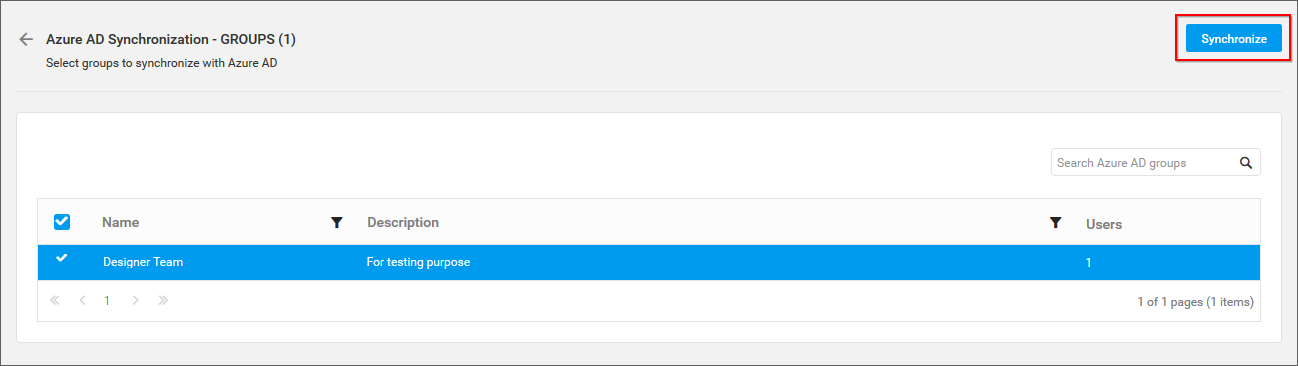 Azure AD Synchronization - GROUPS (1)
Synchronize
Select groups to synchronize with Azure AD
Search Azure AD groups
Name Description Users
Designer Team For testing purpose 1
1
1 of 1 pages (1 items)